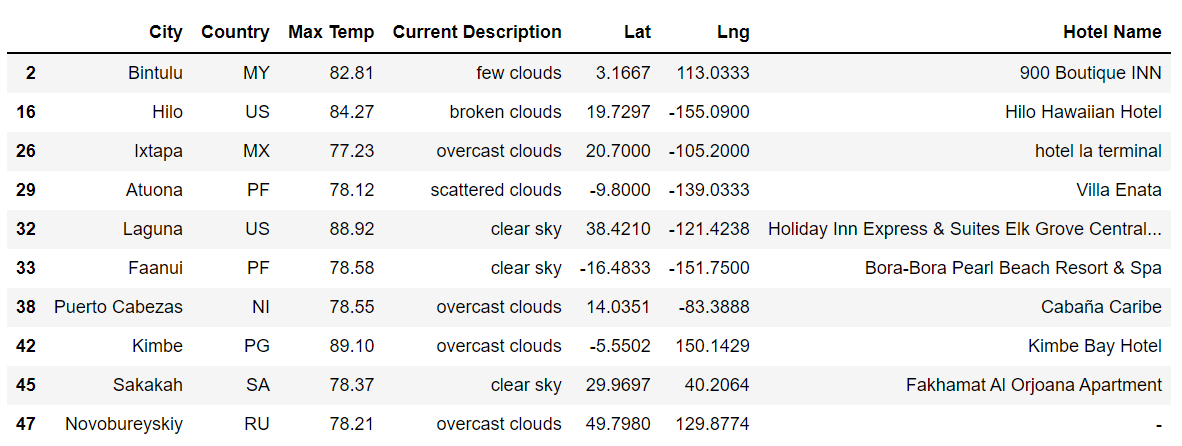 City Country Max Temp Current Description Lat Lng Hotel Name
2 Bintulu MY 82.81 few clouds 3.1667 113.0333 900 Boutique INN
16 Hilo US 84.27 broken clouds 19.7297 -155.0900 Hilo Hawaiian Hotel
26 Ixtapa MX 77.23 overcast clouds 20.7000 -105.2000 hotel la terminal
29 Atuona PF 78.12 scattered clouds -9.8000 -139.0333 Villa Enata
32 Laguna US 88.92 clear sky 38.4210 -121.4238 Holiday Inn Express & Suites Elk Grove Central...
33 Faanui PF 78.58 clear sky -16.4833 -151.7500 Bora-Bora Pearl Beach Resort & Spa
38 Puerto Cabezas NI 78.55 overcast clouds 14.0351 -83.3888 Cabaña Caribe
42 Kimbe PG 89.10 overcast clouds -5.5502 150.1429 Kimbe Bay Hotel
45 Sakakah SA 78.37 clear sky 29.9697 40.2064 Fakhamat Al Orjoana Apartment
47 Novobureyskiy RU 78.21 overcast clouds 49.7980 129.8774 -